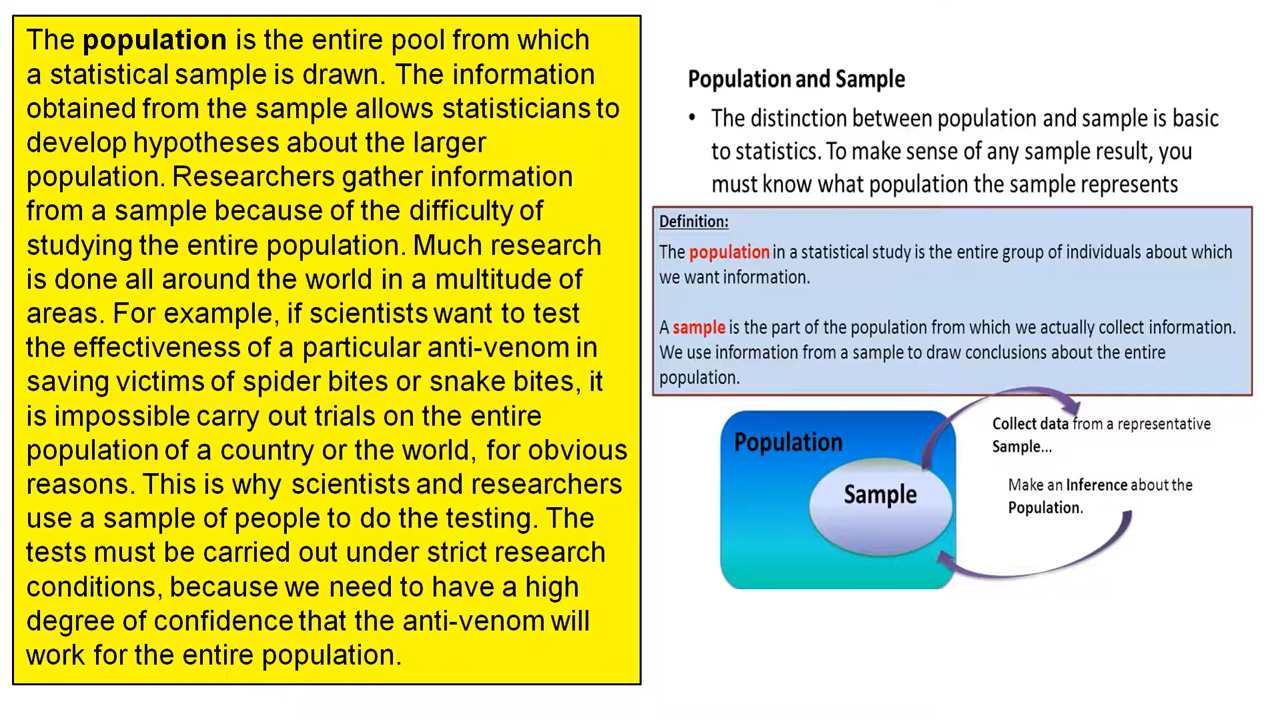 The population is the entire pool from which
a statistical sample is drawn. The information
obtained from the sample allows statisticians to
develop hypotheses about the larger
population. Researchers gather information
from a sample because of the difficulty of
studying the entire population. Much research
is done all around the world in a multitude of
areas. For example, if scientists want to test
the effectiveness of a particular anti-venom in
saving victims of spider bites or snake bites, it
is impossible carry out trials on the entire
population of a country or the world, for obvious
reasons. This is why scientists and researchers
use a sample of people to do the testing. The
tests must be carried out under strict research
conditions, because we need to have a high
degree of confidence that the anti-venom will
work for the entire population.
Population and Sample
• The distinction between population and sample is basic
to statistics. To make sense of any sample result, you
must know what population the sample represents
Definition:
The population in a statistical study is the entire group of individuals about which
we want information.
A sample is the part of the population from which we actually collect information.
We use information from a sample to draw conclusions about the entire
population.
Population
Sample
Collect data from a representative
Sample...
Make an Inference about the
Population.